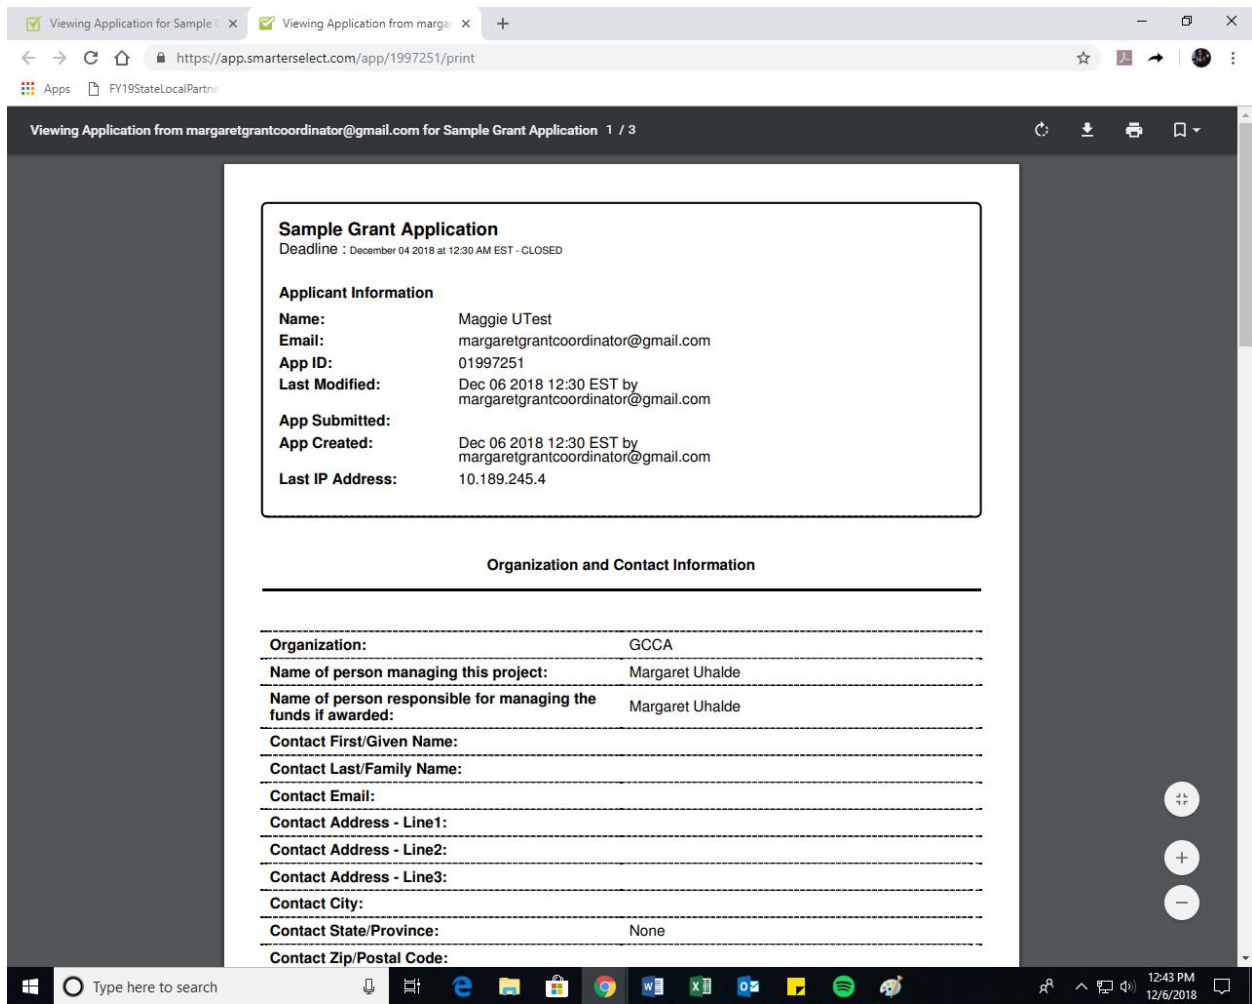 Viewing Application for Sample
Viewing Application from marga
https://app.smarterselect.com/app/1997251/print
Apps
FY19StateLocalPartne
Viewing Application from margaretgrantcoordinator@gmail.com for Sample Grant Application 1 / 3
Sample Grant Application
Deadline : December 04 2018 at 12:30 AM EST - CLOSED
Applicant Information
Name: Maggie UTest
Email: margaretgrantcoordinator@gmail.com
App ID: 01997251
Last Modified: Dec 06 2018 12:30 EST by
margaretgrantcoordinator@gmail.com
App Submitted:
App Created: Dec 06 2018 12:30 EST by
margaretgrantcoordinator@gmail.com
Last IP Address: 10.189.245.4
Organization and Contact Information
Organization: GCCA
Name of person managing this project: Margaret Uhalde
Name of person responsible for managing the
funds if awarded: Margaret Uhalde
Contact First/Given Name:
Contact Last/Family Name:
Contact Email:
Contact Address - Line1:
Contact Address - Line2:
Contact Address - Line3:
Contact City:
Contact State/Province: None
Contact Zip/Postal Code:
Type here to search
12:43 PM
12/6/2018